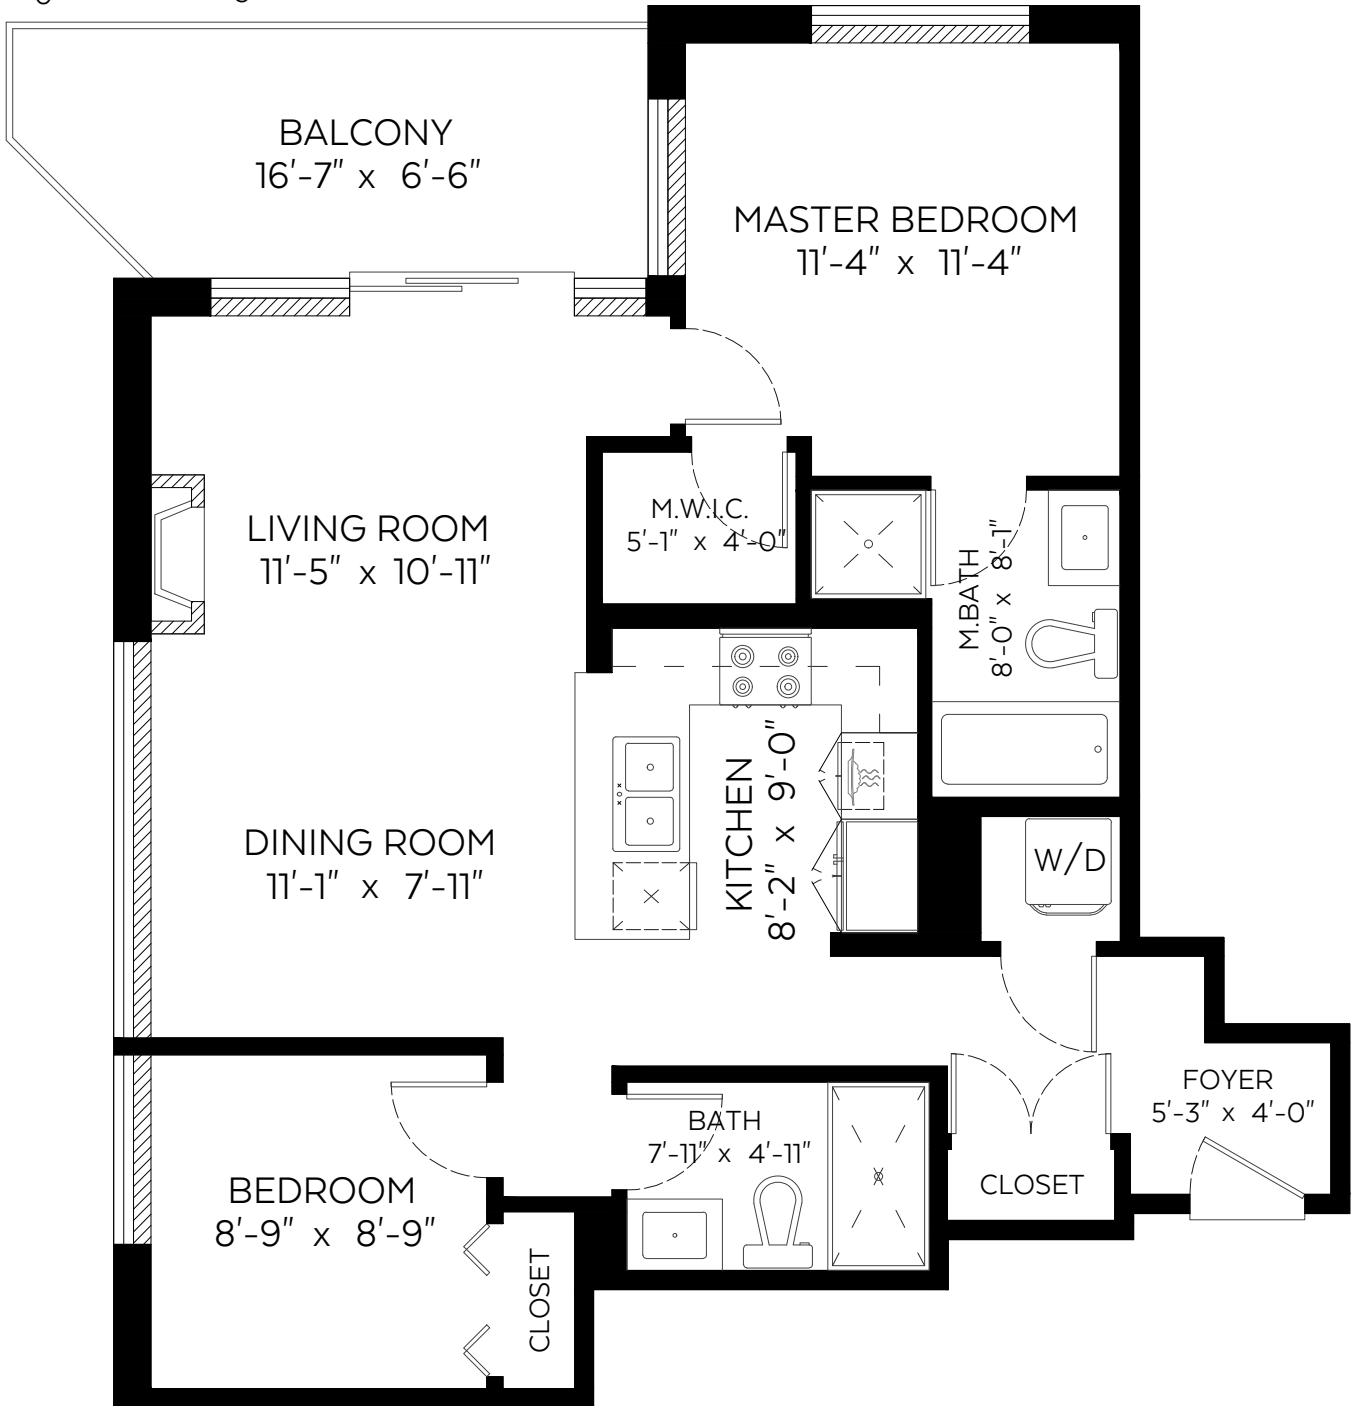 BALCONY
16'-7" x 6'-6"
MASTER BEDROOM
11'-4" x 11'-4"
M.W.I.C.
5'-1" x 4'-0"
LIVING ROOM
11'-5" x 10'-11"
M.BATH
8'-0" x 8'-1"
KITCHEN
8'-2" x 9'-0"
DINING ROOM
11'-1" x 7'-11"
W/D
FOYER
5'-3" x 4'-0"
BATH
7'-11" x 4'-11"
CLOSET
BEDROOM
8'-9" x 8'-9"
CLOSET